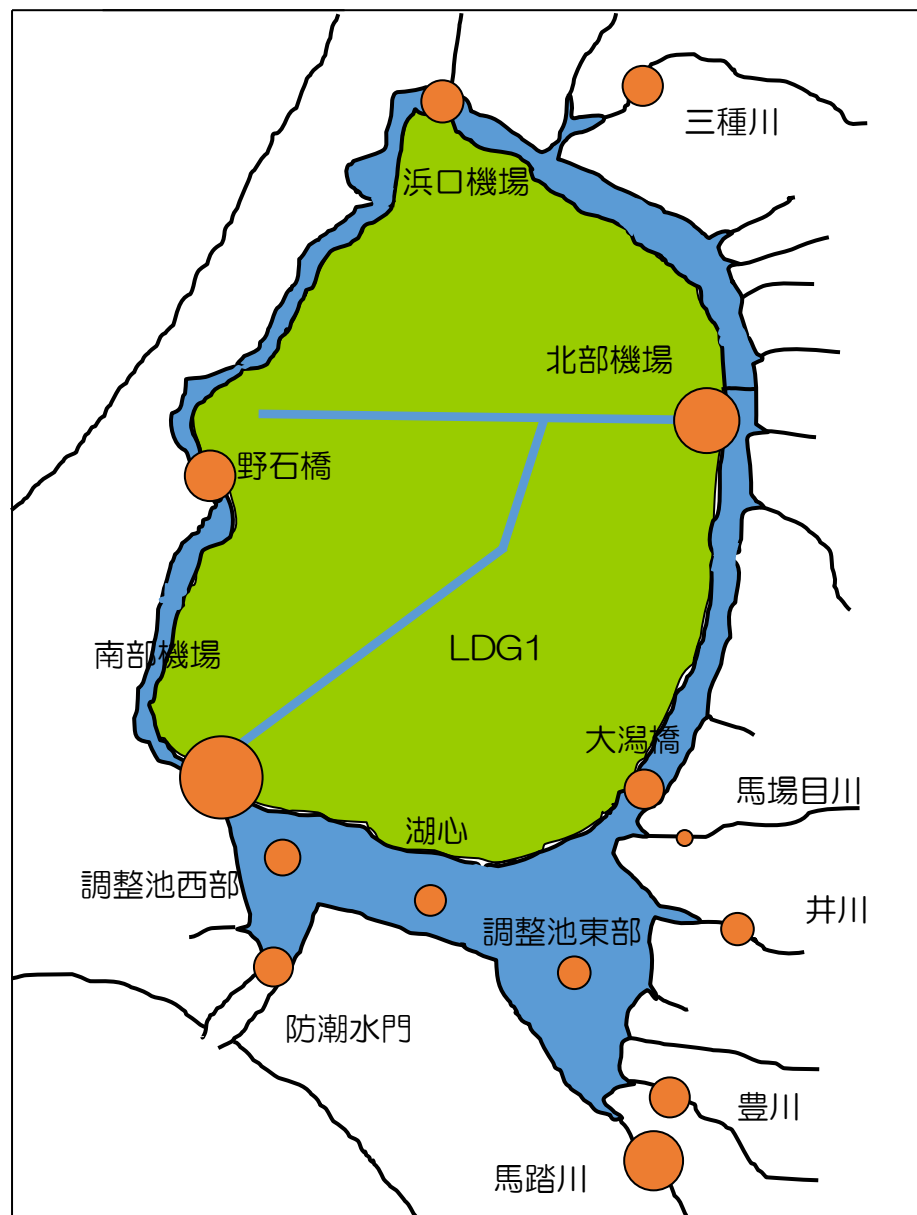 三種川
浜口機場
北部機場
野石橋
南部機場
LDG1
大潟橋
馬場目川
湖心
調整池西部
井川
調整池東部
防潮水門
豊川
馬踏川